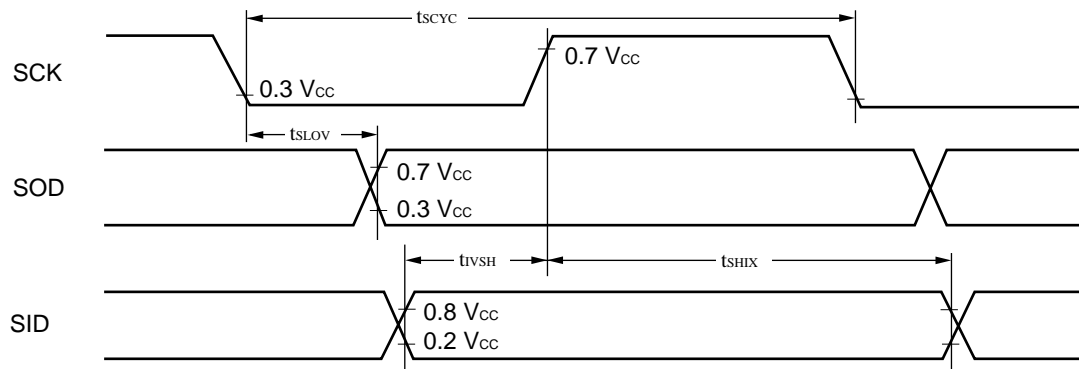 tSCYC
SCK
0.3 VCC
0.7 VCC
tSLOV
SOD
0.7 VCC
0.3 VCC
tIVSH
tSHIX
SID
0.8 VCC
0.2 VCC